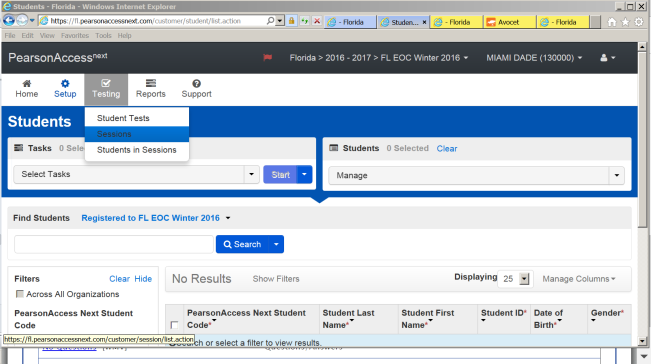 Students - Florida - Windows Internet Explorer
https://fl.pearsonaccessnext.com/customer/student/list.action
- Florida
Studen...
- Florida
Avocet
- Florida
File Edit View Favorites Tools Help
PearsonAccessnext
Florida > 2016 - 2017 > FL EOC Winter 2016
MIAMI DADE (130000)
Home Setup Testing Reports Support
Student Tests
Sessions
Students in Sessions
Students
Tasks 0
Students 0 Selected Clear
Select Tasks Start
Manage
Find Students Registered to FL EOC Winter 2016
Search
Filters Clear Hide
No Results Show Filters Displaying 25 Manage Columns
Across All Organizations
PearsonAccess Next Student
Code
PearsonAccess Next Student
Code*
Student Last
Name*
Student First
Name*
Student ID*
Date of
Birth*
Gender*
https://fl.pearsonaccessnext.com/customer/session/list.action
or select a filter to view results.